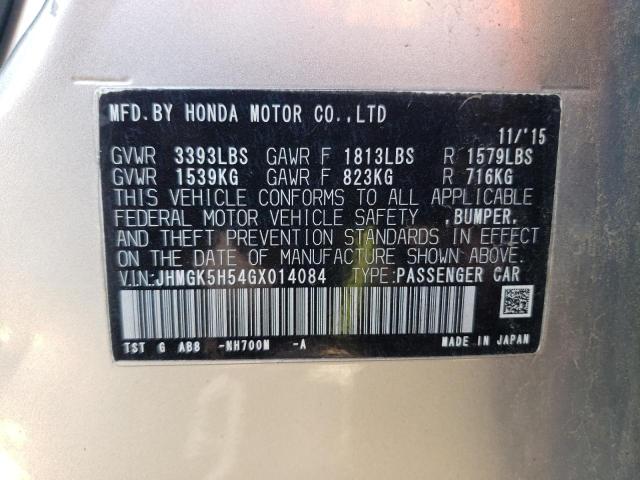 MFD.BY HONDA MOTOR CO.,LTD
11/'15
GVWR 3393LBS GAWR F 1813LBS R 1579LBS
GVWR 1539KG GAWR F 823KG R 716KG
THIS VEHICLE CONFORMS TO ALL APPLICABLE
FEDERAL MOTOR VEHICLE SAFETY ,BUMPER,
AND THEFT PREVENTION STANDARDS IN EFFECT
ON THE DATE OF MANUFACTURE SHOWN ABOVE.
V.I.N:JHMGK5H54GX014084 TYPE:PASSENGER CAR
TST G ABB -NH700M -A MADE IN JAPAN